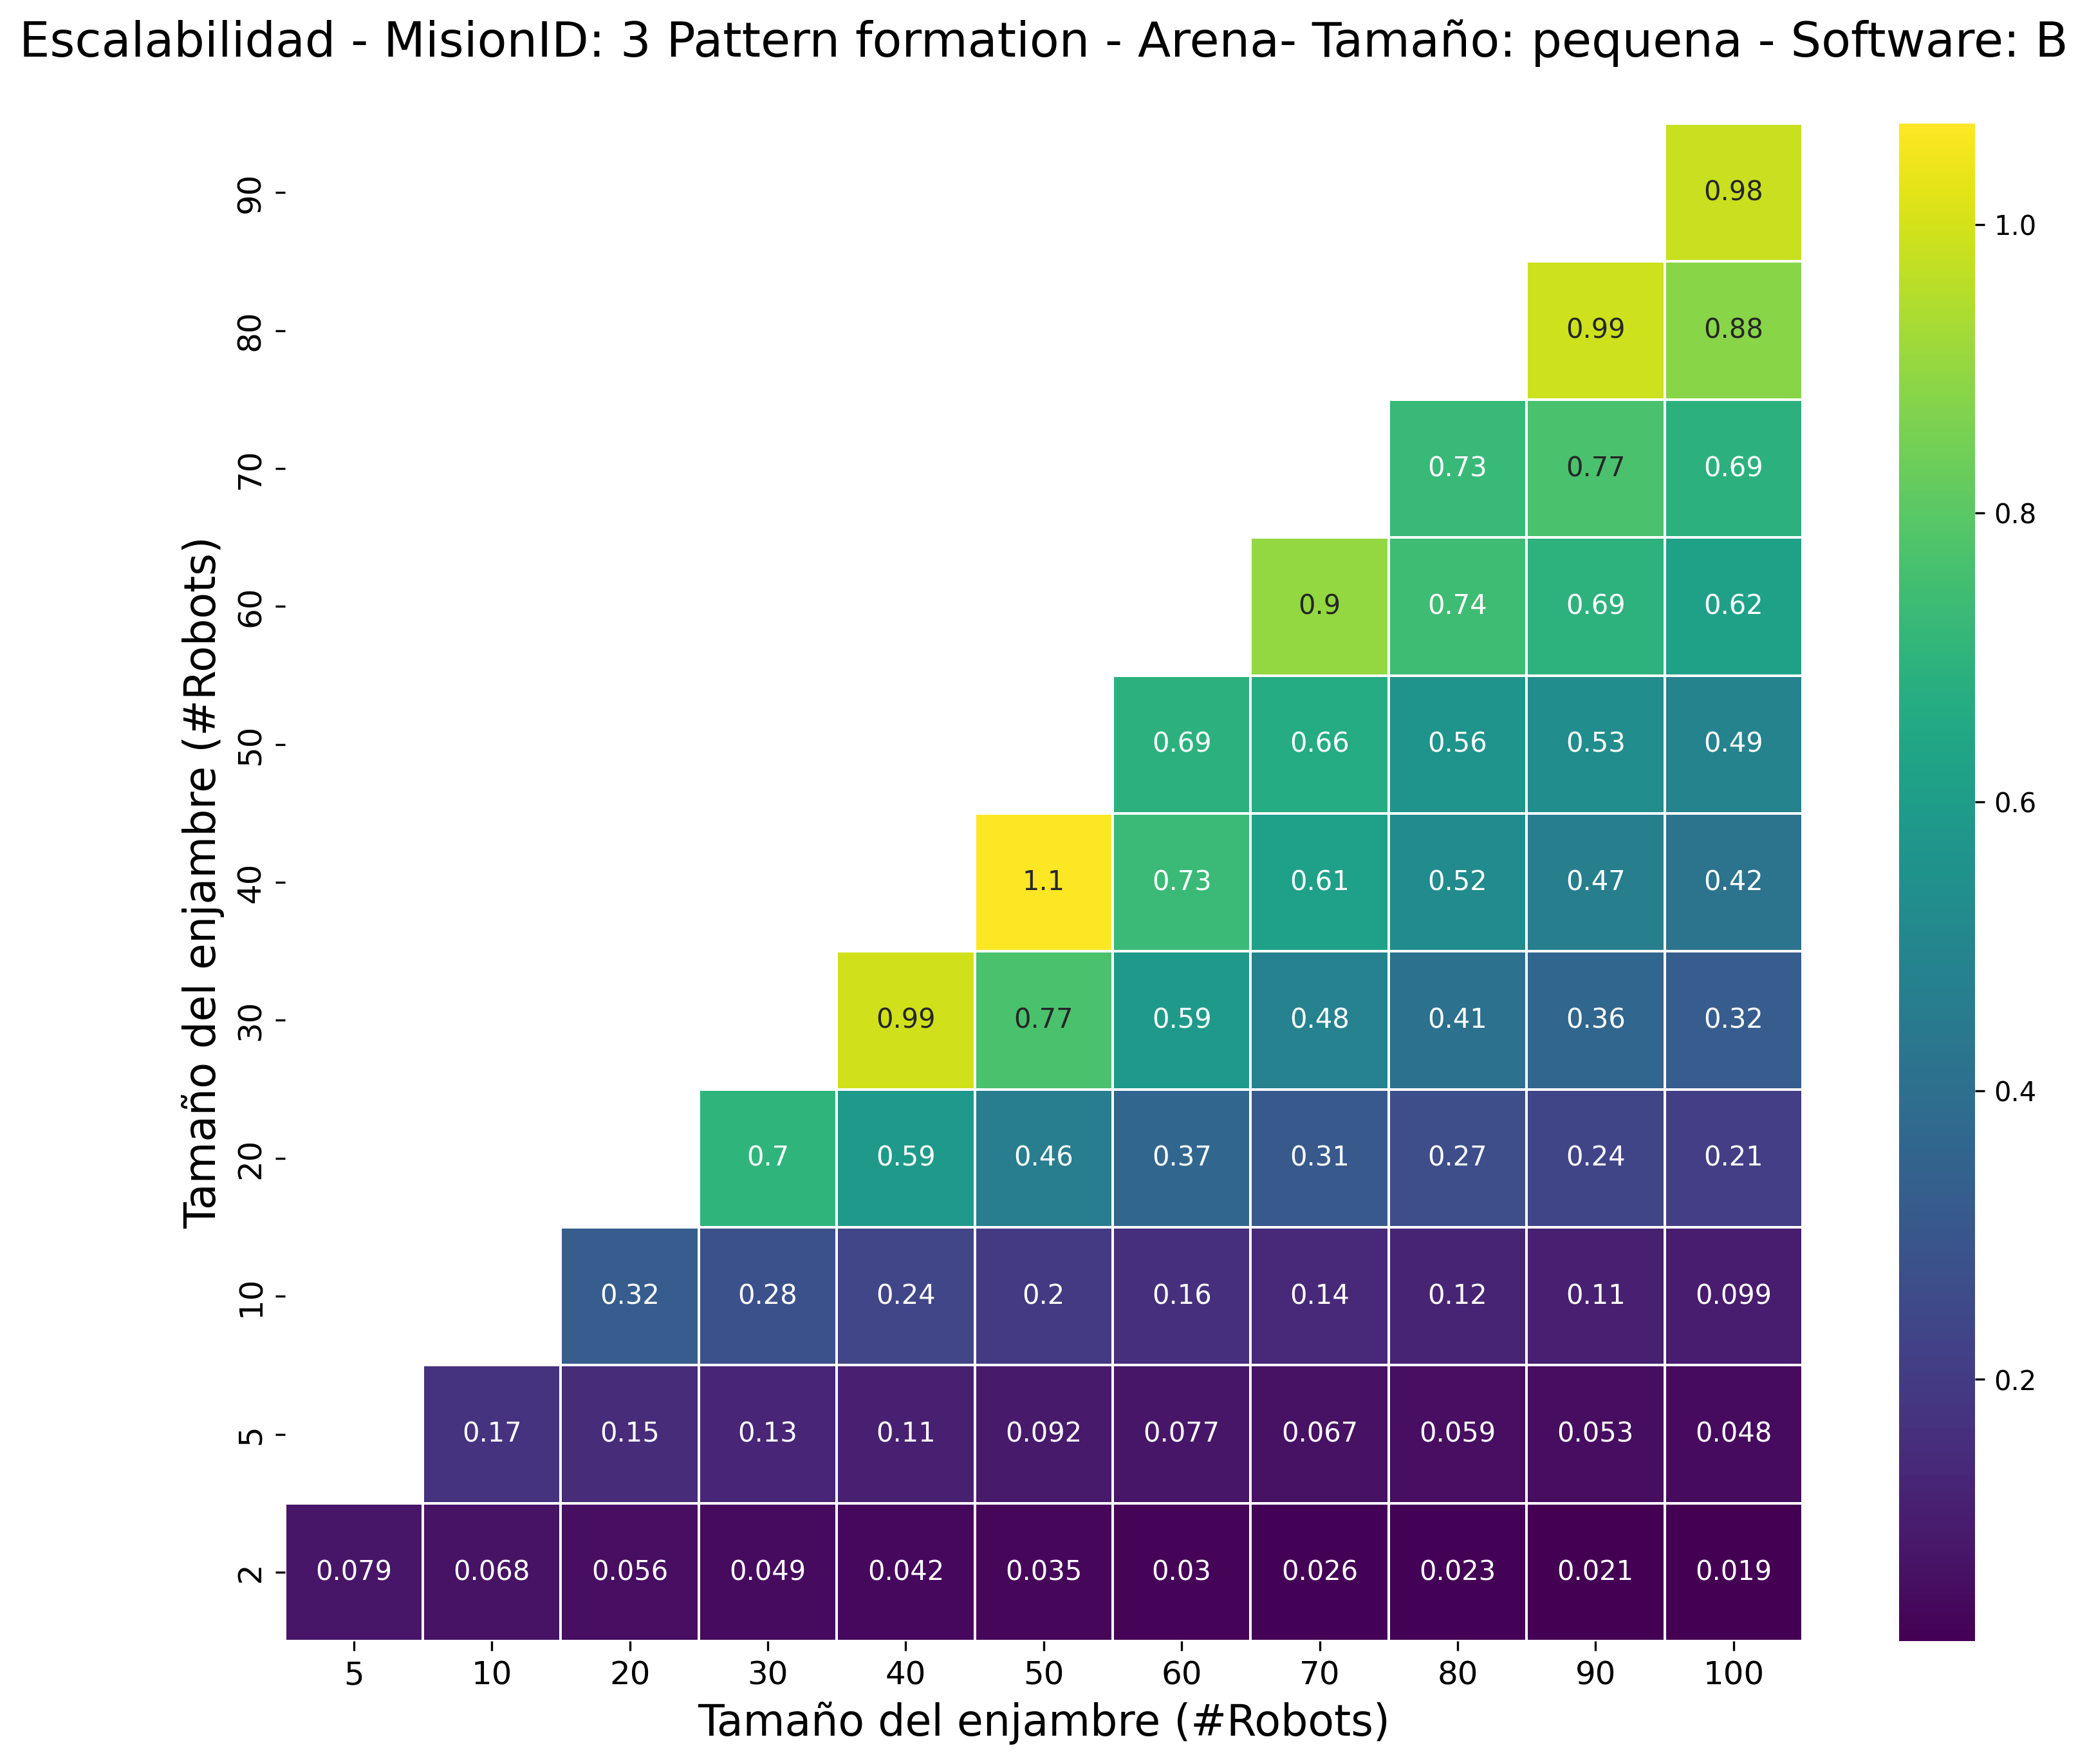 Escalabilidad - MisionID: 3 Pattern formation - Arena- Tamaño: pequena - Software: B
90 0.98
80 0.99 0.88
70 0.73 0.77 0.69
60 0.9 0.74 0.69 0.62
50 0.69 0.66 0.56 0.53 0.49
40 1.1 0.73 0.61 0.52 0.47 0.42
30 0.99 0.77 0.59 0.48 0.41 0.36 0.32
20 0.7 0.59 0.46 0.37 0.31 0.27 0.24 0.21
10 0.32 0.28 0.24 0.2 0.16 0.14 0.12 0.11 0.099
5 0.17 0.15 0.13 0.11 0.092 0.077 0.067 0.059 0.053 0.048
2 0.079 0.068 0.056 0.049 0.042 0.035 0.03 0.026 0.023 0.021 0.019
5 10 20 30 40 50 60 70 80 90 100
Tamaño del enjambre (#Robots)
Tamaño del enjambre (#Robots)
1.0
0.8
0.6
0.4
0.2